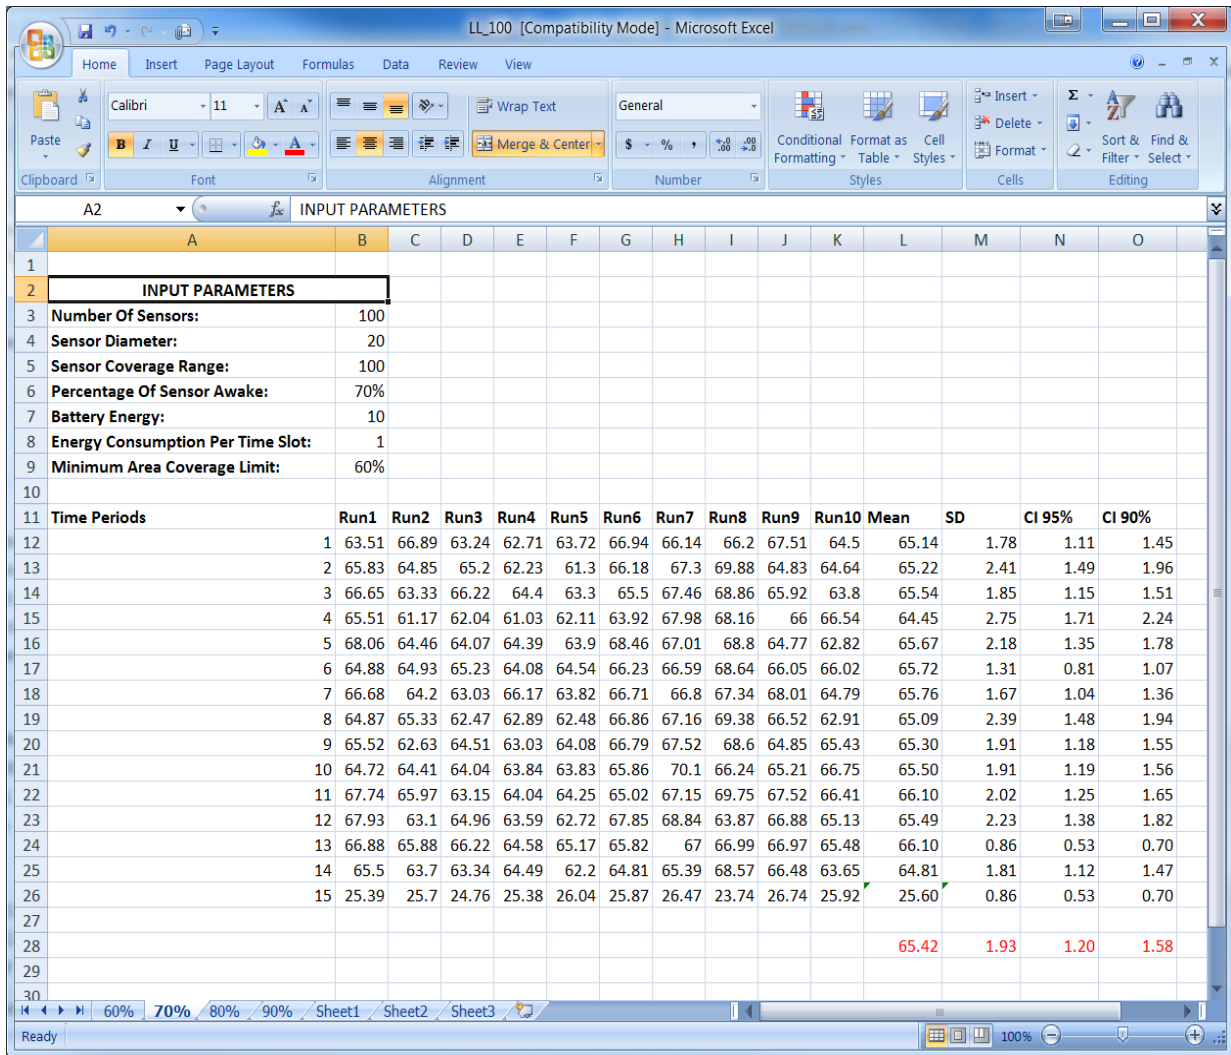 LL_100 [Compatibility Mode] - Microsoft Excel
Home Insert Page Layout Formulas Data Review View
Calibri 11 A A Wrap Text General Insert Σ
Paste B I U A Merge & Center $ % , .0 .00 .00 .0 Conditional Formatting Format as Table Cell Styles Delete Format Sort & Filter Find & Select
Clipboard Font Alignment Number Styles Cells Editing
A2 fx INPUT PARAMETERS
A B C D E F G H I J K L M N O
1
2 INPUT PARAMETERS
3 Number Of Sensors: 100
4 Sensor Diameter: 20
5 Sensor Coverage Range: 100
6 Percentage Of Sensor Awake: 70%
7 Battery Energy: 10
8 Energy Consumption Per Time Slot: 1
9 Minimum Area Coverage Limit: 60%
10
11 Time Periods Run1 Run2 Run3 Run4 Run5 Run6 Run7 Run8 Run9 Run10 Mean SD CI 95% CI 90%
12 1 63.51 66.89 63.24 62.71 63.72 66.94 66.14 66.2 67.51 64.5 65.14 1.78 1.11 1.45
13 2 65.83 64.85 65.2 62.23 61.3 66.18 67.3 69.88 64.83 64.64 65.22 2.41 1.49 1.96
14 3 66.65 63.33 66.22 64.4 63.3 65.5 67.46 68.86 65.92 63.8 65.54 1.85 1.15 1.51
15 4 65.51 61.17 62.04 61.03 62.11 63.92 67.98 68.16 66 66.54 64.45 2.75 1.71 2.24
16 5 68.06 64.46 64.07 64.39 63.9 68.46 67.01 68.8 64.77 62.82 65.67 2.18 1.35 1.78
17 6 64.88 64.93 65.23 64.08 64.54 66.23 66.59 68.64 66.05 66.02 65.72 1.31 0.81 1.07
18 7 66.68 64.2 63.03 66.17 63.82 66.71 66.8 67.34 68.01 64.79 65.76 1.67 1.04 1.36
19 8 64.87 65.33 62.47 62.89 62.48 66.86 67.16 69.38 66.52 62.91 65.09 2.39 1.48 1.94
20 9 65.52 62.63 64.51 63.03 64.08 66.79 67.52 68.6 64.85 65.43 65.30 1.91 1.18 1.55
21 10 64.72 64.41 64.04 63.84 63.83 65.86 70.1 66.24 65.21 66.75 65.50 1.91 1.19 1.56
22 11 67.74 65.97 63.15 64.04 64.25 65.02 67.15 69.75 67.52 66.41 66.10 2.02 1.25 1.65
23 12 67.93 63.1 64.96 63.59 62.72 67.85 68.84 63.87 66.88 65.13 65.49 2.23 1.38 1.82
24 13 66.88 65.88 66.22 64.58 65.17 65.82 67 66.99 66.97 65.48 66.10 0.86 0.53 0.70
25 14 65.5 63.7 63.34 64.49 62.2 64.81 65.39 68.57 66.48 63.65 64.81 1.81 1.12 1.47
26 15 25.39 25.7 24.76 25.38 26.04 25.87 26.47 23.74 26.74 25.92 25.60 0.86 0.53 0.70
27
28 65.42 1.93 1.20 1.58
29
30
60% 70% 80% 90% Sheet1 Sheet2 Sheet3
Ready 100%